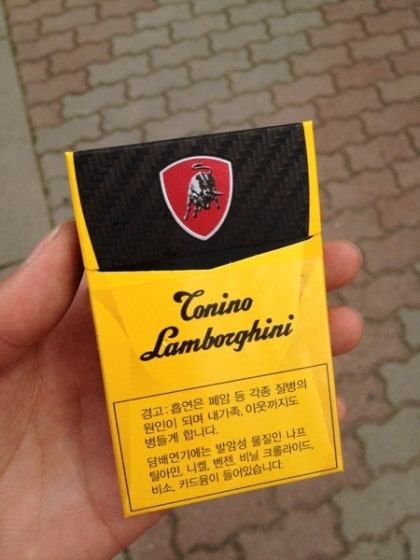 Tonino
Lamborghini
경고: 흡연은 폐암 등 각종 질병의
원인이 되며 내가족, 이웃까지도
병들게 합니다.
담배연기에는 발암성 물질인 나프
틸아민, 니켈, 벤젠, 비닐 크롤라이드,
비소, 카드뮴이 들어있습니다.